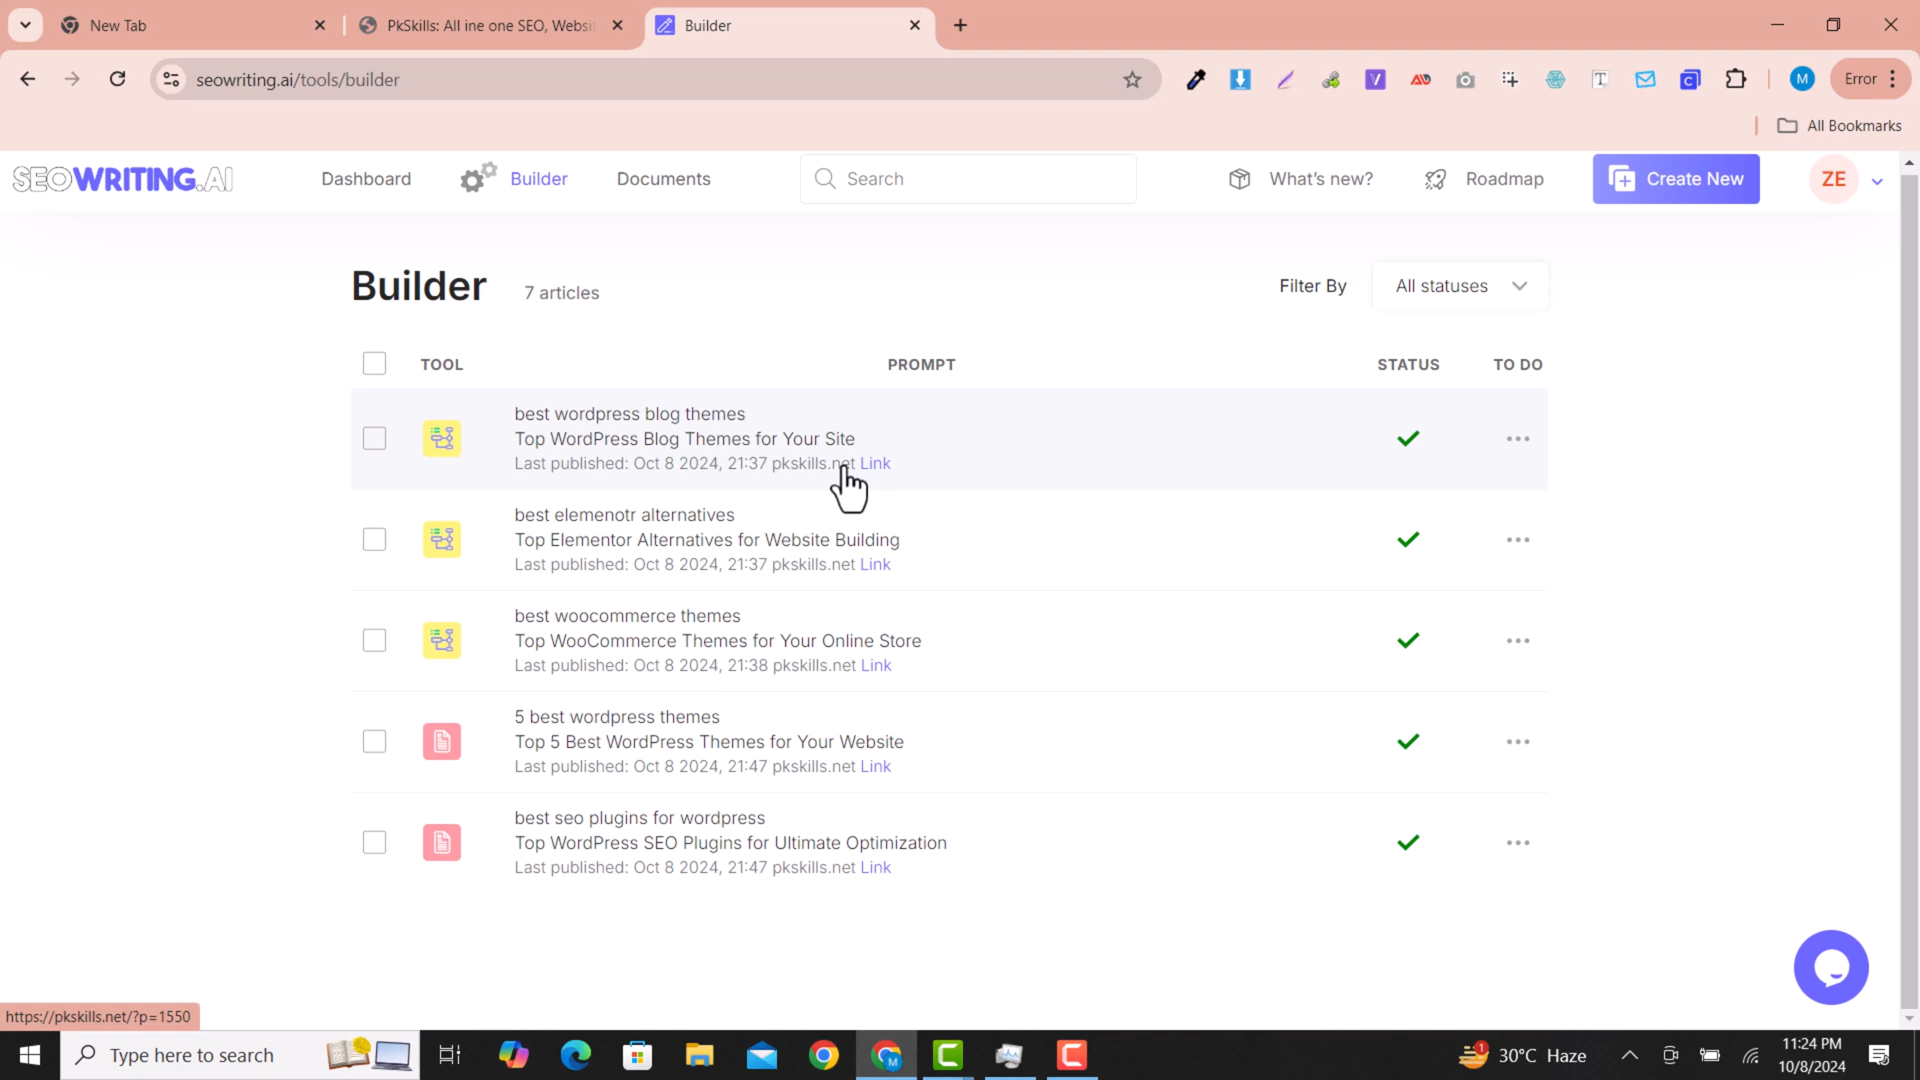 New Tab
PkSkills: All ine one SEO, Websi
Builder
seowriting.ai/tools/builder
Error
All Bookmarks
SEOWRITING.AI
Dashboard
Builder
Documents
Search
What's new?
Roadmap
Create New
ZE
Builder
7 articles
Filter By
All statuses
TOOL PROMPT STATUS TO DO
best wordpress blog themes
Top WordPress Blog Themes for Your Site
Last published: Oct 8 2024, 21:37 pkskills.net Link
best elemenotr alternatives
Top Elementor Alternatives for Website Building
Last published: Oct 8 2024, 21:37 pkskills.net Link
best woocommerce themes
Top WooCommerce Themes for Your Online Store
Last published: Oct 8 2024, 21:38 pkskills.net Link
5 best wordpress themes
Top 5 Best WordPress Themes for Your Website
Last published: Oct 8 2024, 21:47 pkskills.net Link
best seo plugins for wordpress
Top WordPress SEO Plugins for Ultimate Optimization
Last published: Oct 8 2024, 21:47 pkskills.net Link
https://pkskills.net/?p=1550
Type here to search
30°C Haze
11:24 PM
10/8/2024